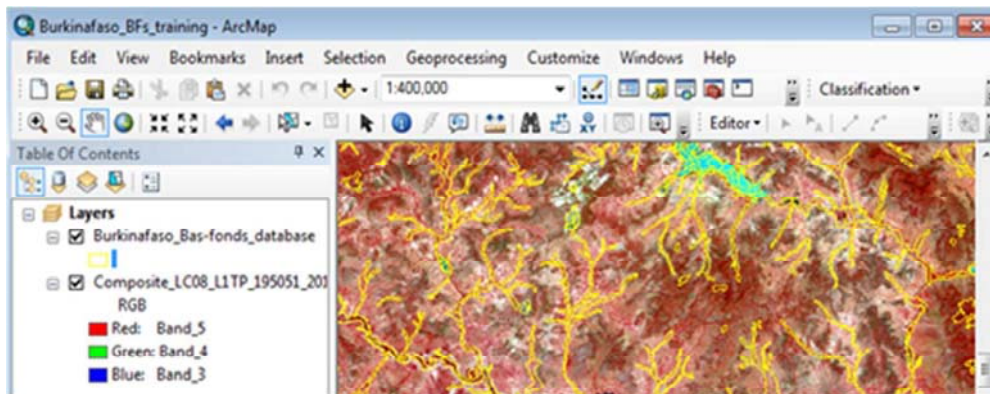 Burkinafaso_BFs_training - ArcMap
File Edit View Bookmarks Insert Selection Geoprocessing Customize Windows Help
1:400,000 Classification
Editor
Table Of Contents
Layers
Burkinafaso_Bas-fonds_database
Composite_LC08_L1TP_195051_201
RGB
Red: Band_5
Green: Band_4
Blue: Band_3